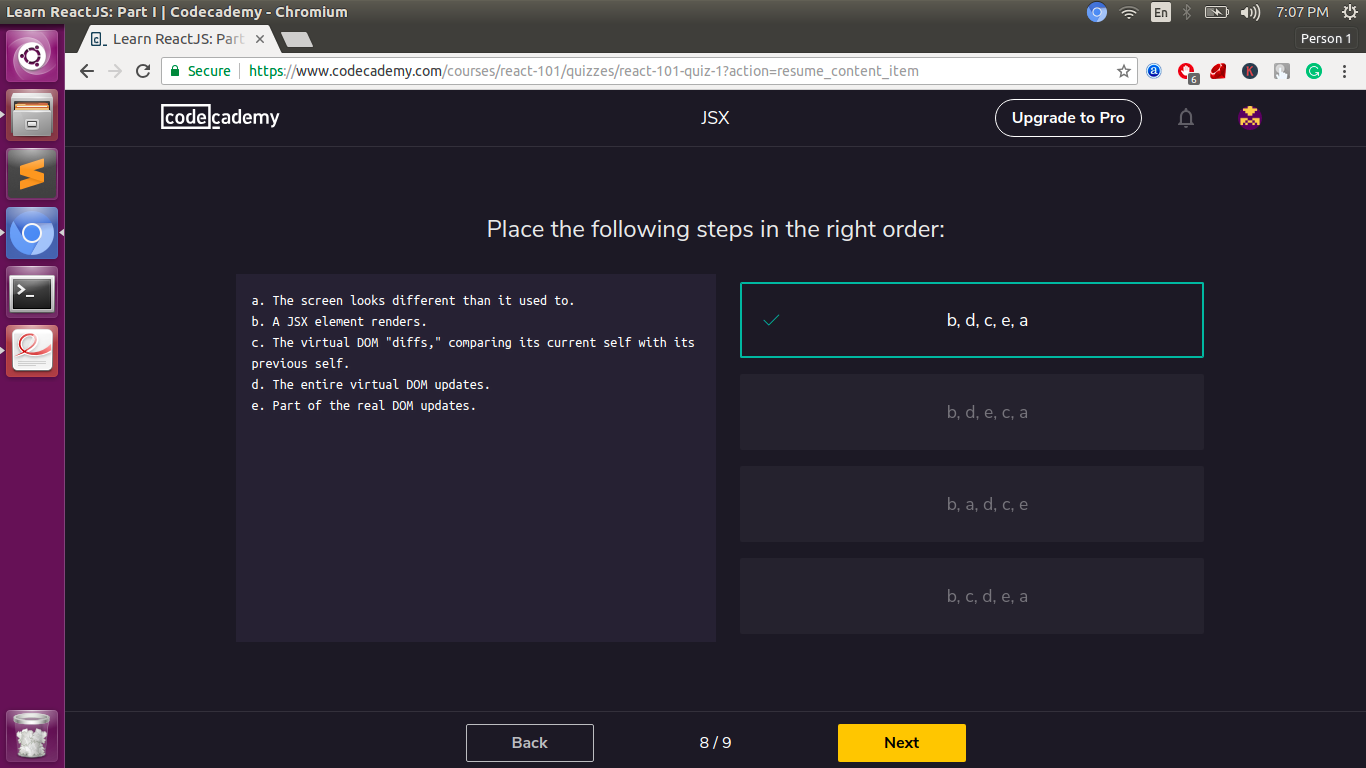 Learn ReactJS: Part I | Codecademy - Chromium
En
7:07 PM
Learn ReactJS: Part
Person 1
Secure
https://www.codecademy.com/courses/react-101/quizzes/react-101-quiz-1?action=resume_content_item
6
codecademy
JSX
Upgrade to Pro
Place the following steps in the right order:
a. The screen looks different than it used to.
b. A JSX element renders.
c. The virtual DOM "diffs," comparing its current self with its
previous self.
d. The entire virtual DOM updates.
e. Part of the real DOM updates.
b, d, c, e, a
b, d, e, c, a
b, a, d, c, e
b, c, d, e, a
Back
8 / 9
Next